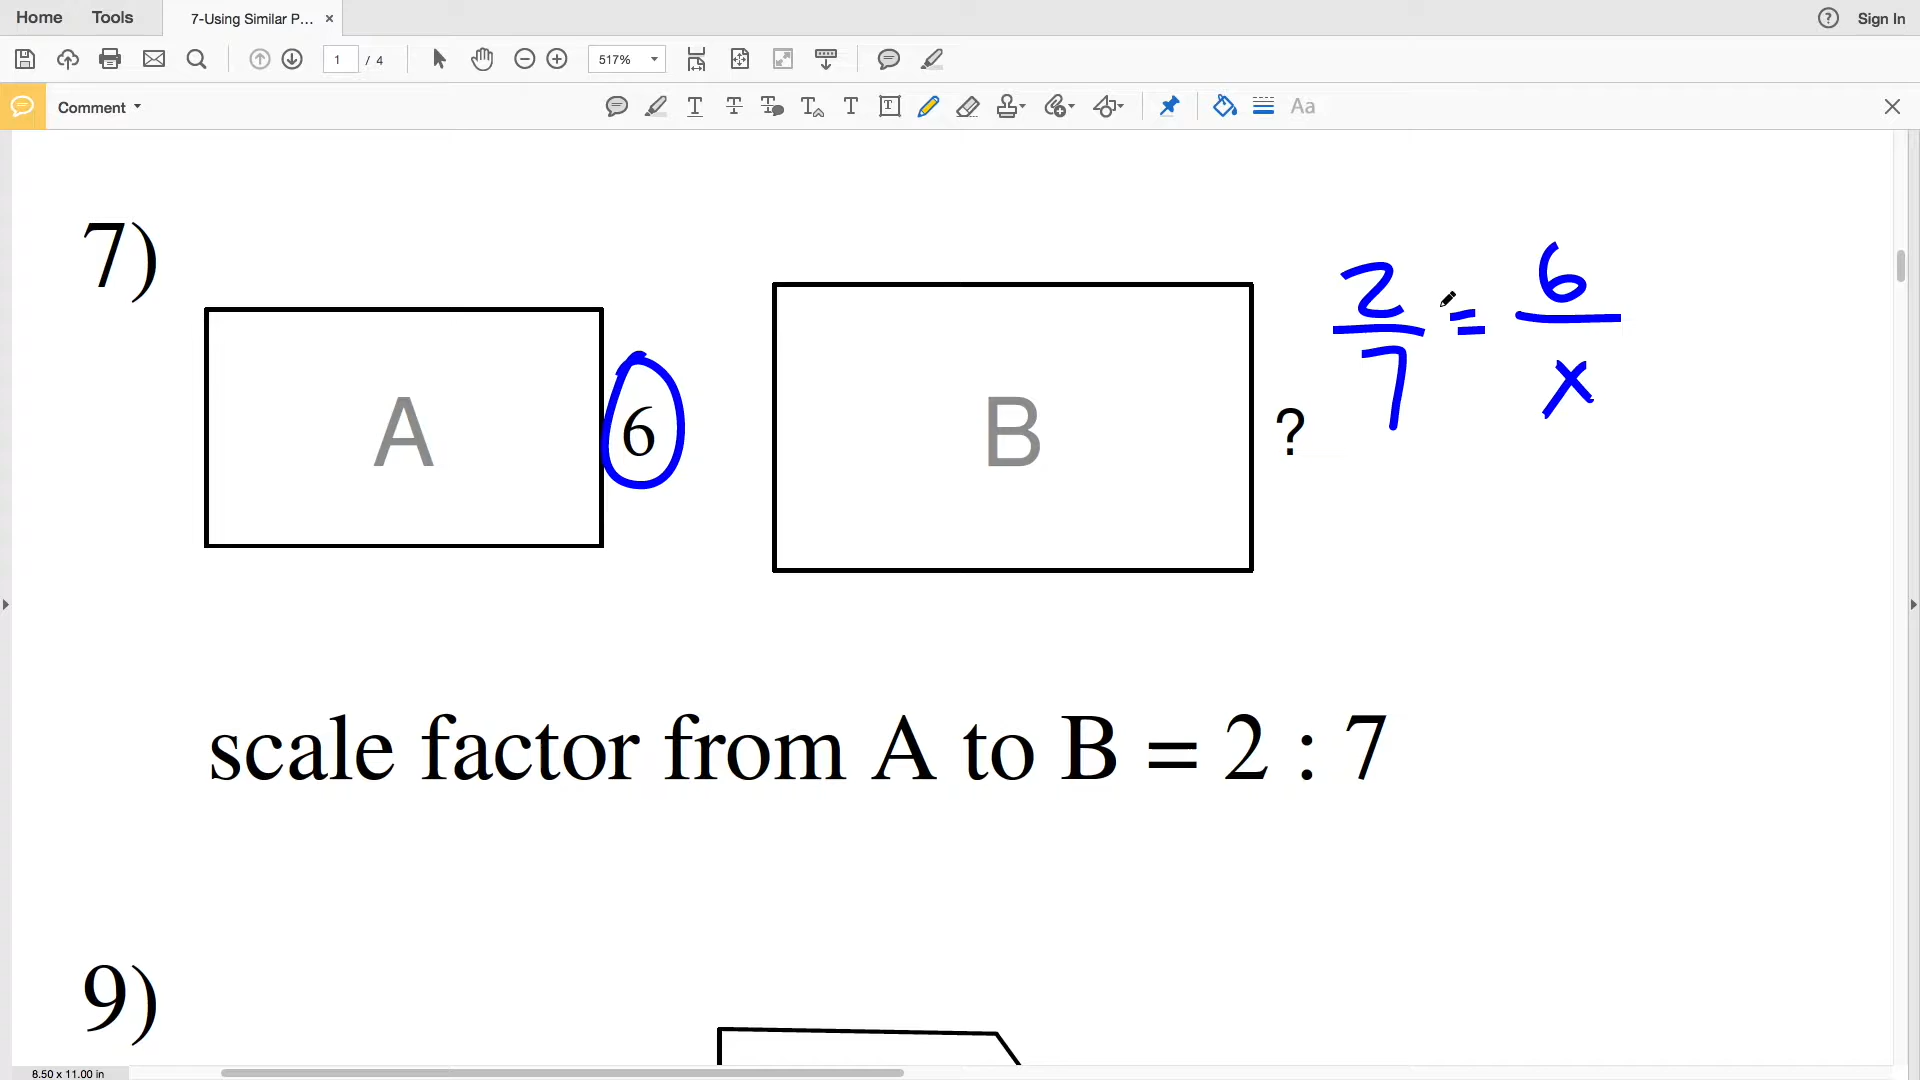 Home Tools 7-Using Similar P... × ? Sign In
1 / 4 517%
Comment T T T T T T Aa
7)
A 6 B ?
2/7 = 6/x
scale factor from A to B = 2 : 7
9)
8.50 x 11.00 in